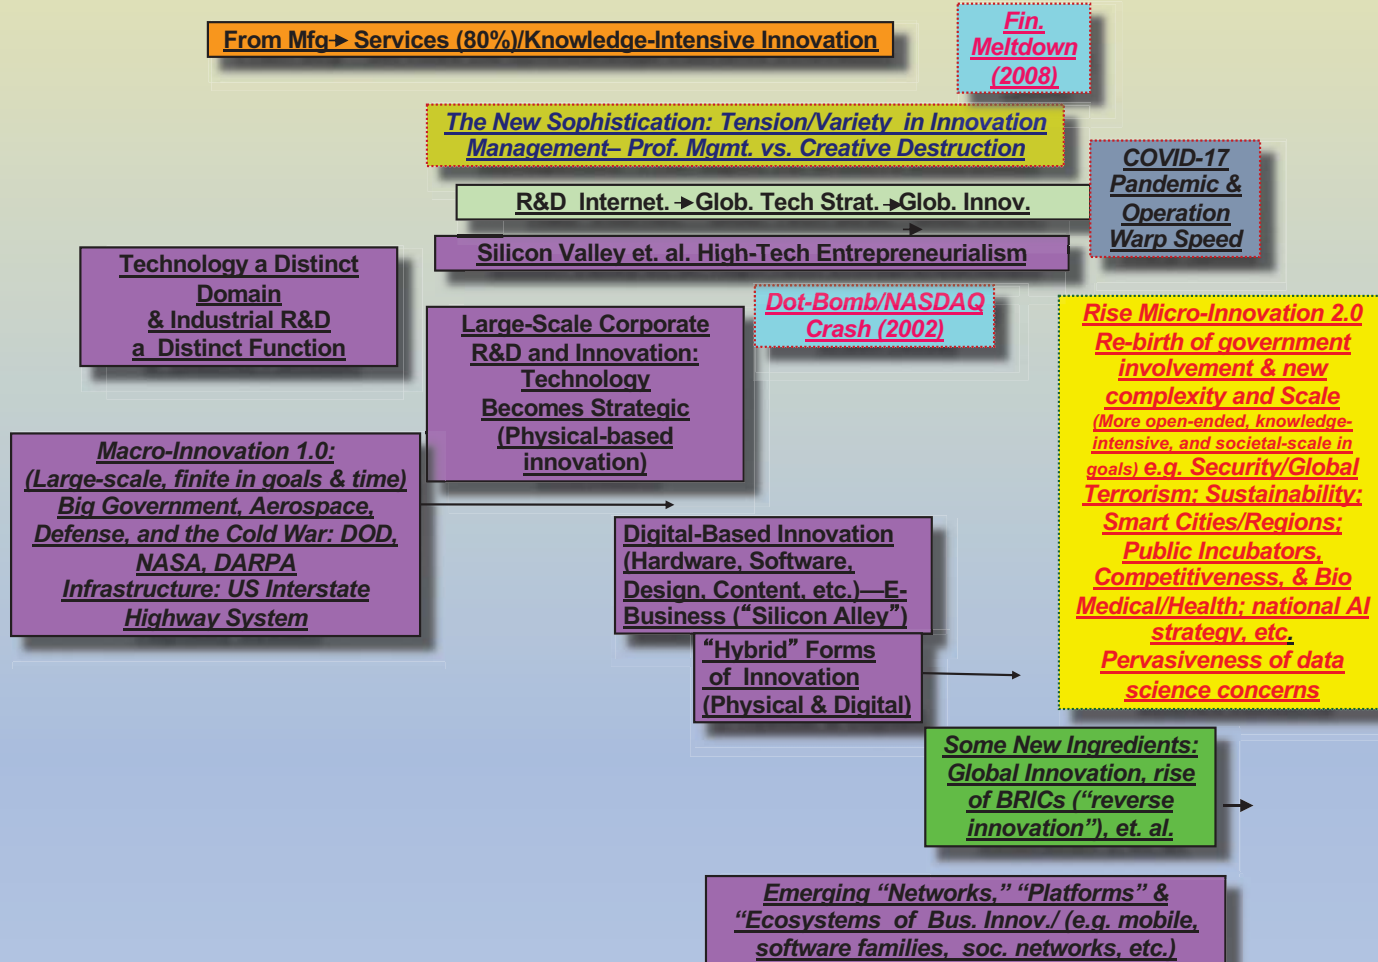 Fin.
Meltdown
(2008)
From Mfg→ Services (80%)/Knowledge-Intensive Innovation
The New Sophistication: Tension/Variety in Innovation
Management– Prof. Mgmt. vs. Creative Destruction
COVID-17
Pandemic &
Operation
Warp Speed
R&D Internet. → Glob. Tech Strat. →Glob. Innov.
Silicon Valley et. al. High-Tech Entrepreneurialism
Technology a Distinct
Domain
& Industrial R&D
a Distinct Function
Dot-Bomb/NASDAQ
Crash (2002)
Large-Scale Corporate
R&D and Innovation:
Technology
Becomes Strategic
(Physical-based
innovation)
Rise Micro-Innovation 2.0
Re-birth of government
involvement & new
complexity and Scale
(More open-ended, knowledge-
intensive, and societal-scale in
goals) e.g. Security/Global
Terrorism; Sustainability;
Smart Cities/Regions;
Public Incubators,
Competitiveness, & Bio
Medical/Health; national AI
strategy, etc.
Pervasiveness of data
science concerns
Macro-Innovation 1.0:
(Large-scale, finite in goals & time)
Big Government, Aerospace,
Defense, and the Cold War: DOD,
NASA, DARPA
Infrastructure: US Interstate
Highway System
Digital-Based Innovation
(Hardware, Software,
Design, Content, etc.)—E-
Business (“Silicon Alley”)
“Hybrid” Forms
of Innovation
(Physical & Digital)
Some New Ingredients:
Global Innovation, rise
of BRICs (“reverse
innovation”), et. al.
Emerging “Networks,” “Platforms” &
“Ecosystems of Bus. Innov./ (e.g. mobile,
software families, soc. networks, etc.)